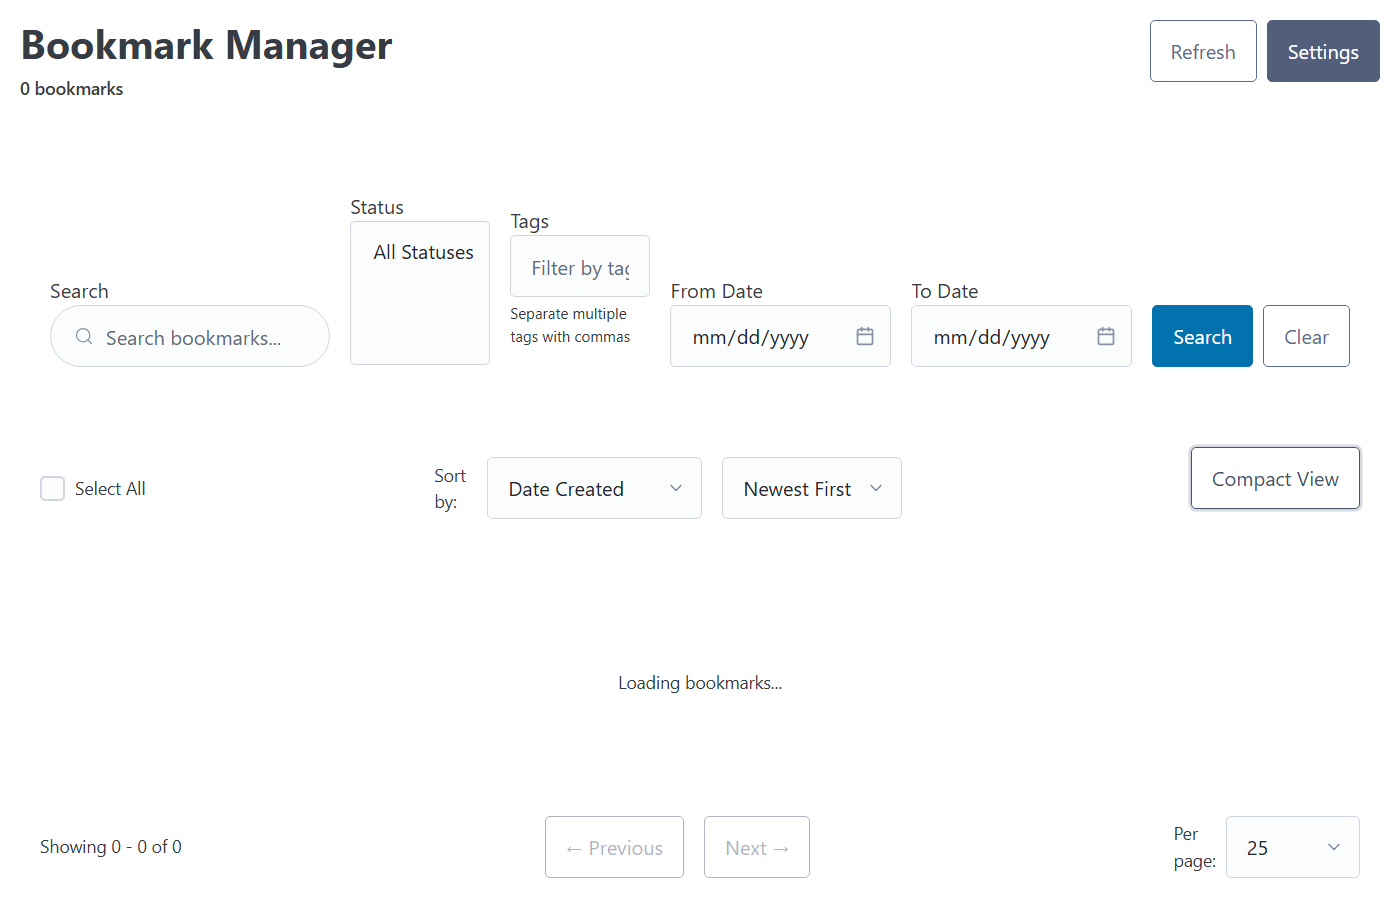 Bookmark Manager
0 bookmarks
Refresh
Settings
Search
Search bookmarks...
Status
All Statuses
Tags
Filter by tag
Separate multiple
tags with commas
From Date
mm/dd/yyyy
To Date
mm/dd/yyyy
Search
Clear
Select All
Sort
by:
Date Created
Newest First
Compact View
Loading bookmarks...
Showing 0 - 0 of 0
← Previous
Next →
Per
page:
25